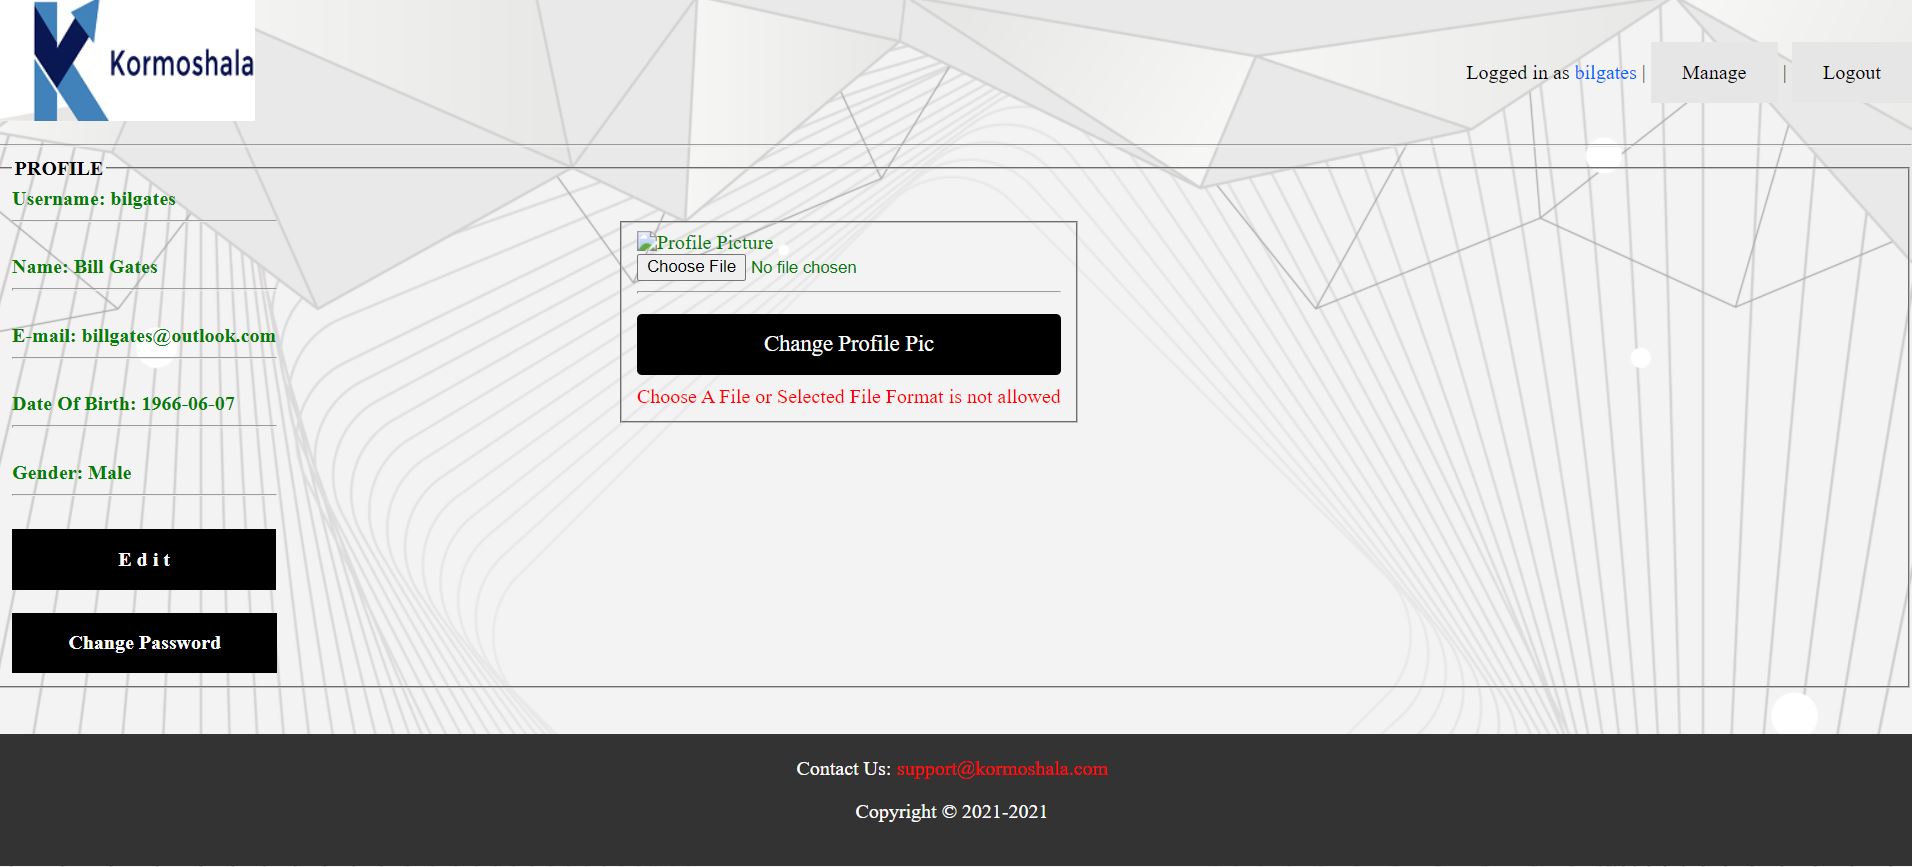 Kormoshala
Logged in as bilgates | Manage | Logout
PROFILE
Username: bilgates
Name: Bill Gates
E-mail: billgates@outlook.com
Date Of Birth: 1966-06-07
Gender: Male
E d i t
Change Password
Profile Picture
Choose File No file chosen
Change Profile Pic
Choose A File or Selected File Format is not allowed
Contact Us: support@kormoshala.com
Copyright © 2021-2021